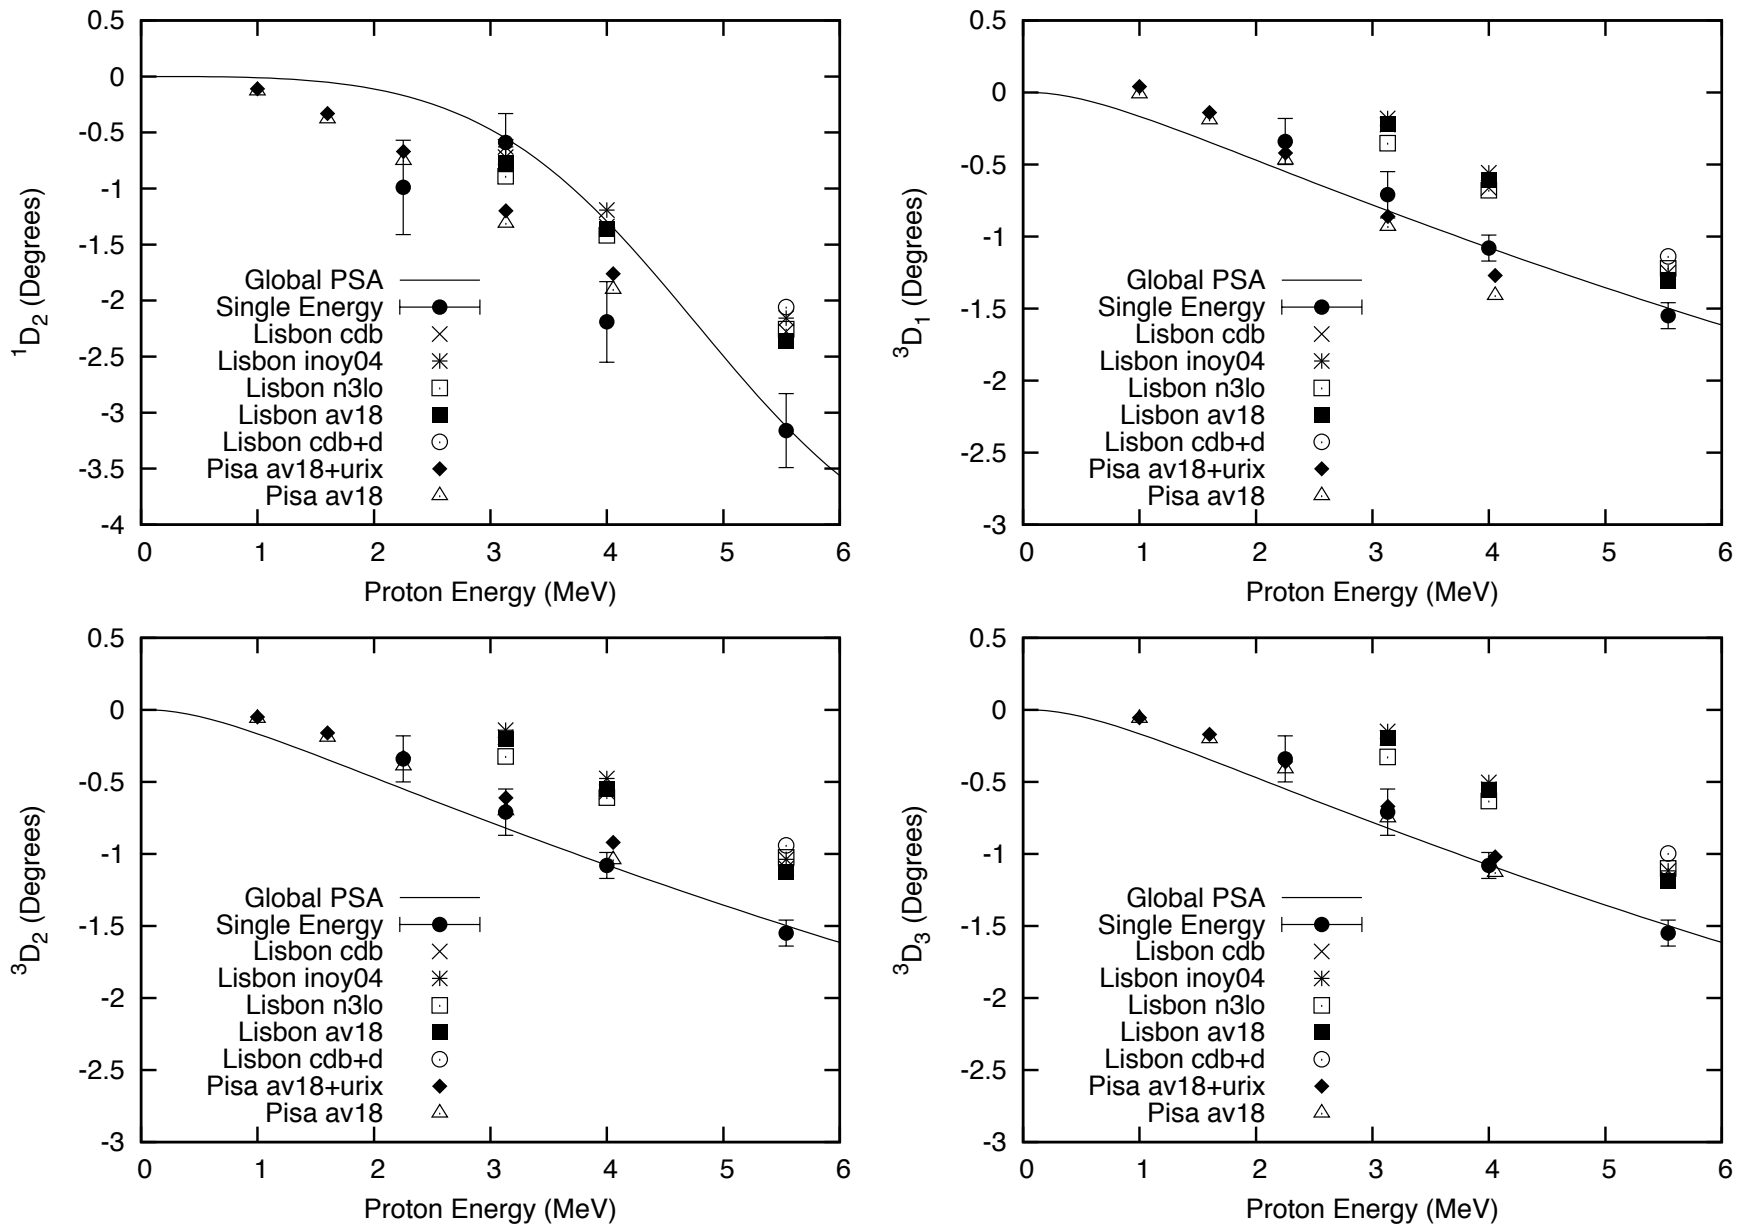 0.5
0
-0.5
-1
-1.5
-2
-2.5
-3
-3.5
-4
¹D₂ (Degrees)
Global PSA
Single Energy
Lisbon cdb
Lisbon inoy04
Lisbon n3lo
Lisbon av18
Lisbon cdb+d
Pisa av18+urix
Pisa av18
0 1 2 3 4 5 6
Proton Energy (MeV)
0.5
0
-0.5
-1
-1.5
-2
-2.5
-3
³D₁ (Degrees)
Global PSA
Single Energy
Lisbon cdb
Lisbon inoy04
Lisbon n3lo
Lisbon av18
Lisbon cdb+d
Pisa av18+urix
Pisa av18
0 1 2 3 4 5 6
Proton Energy (MeV)
0.5
0
-0.5
-1
-1.5
-2
-2.5
-3
³D₂ (Degrees)
Global PSA
Single Energy
Lisbon cdb
Lisbon inoy04
Lisbon n3lo
Lisbon av18
Lisbon cdb+d
Pisa av18+urix
Pisa av18
0 1 2 3 4 5 6
Proton Energy (MeV)
0.5
0
-0.5
-1
-1.5
-2
-2.5
-3
³D₃ (Degrees)
Global PSA
Single Energy
Lisbon cdb
Lisbon inoy04
Lisbon n3lo
Lisbon av18
Lisbon cdb+d
Pisa av18+urix
Pisa av18
0 1 2 3 4 5 6
Proton Energy (MeV)